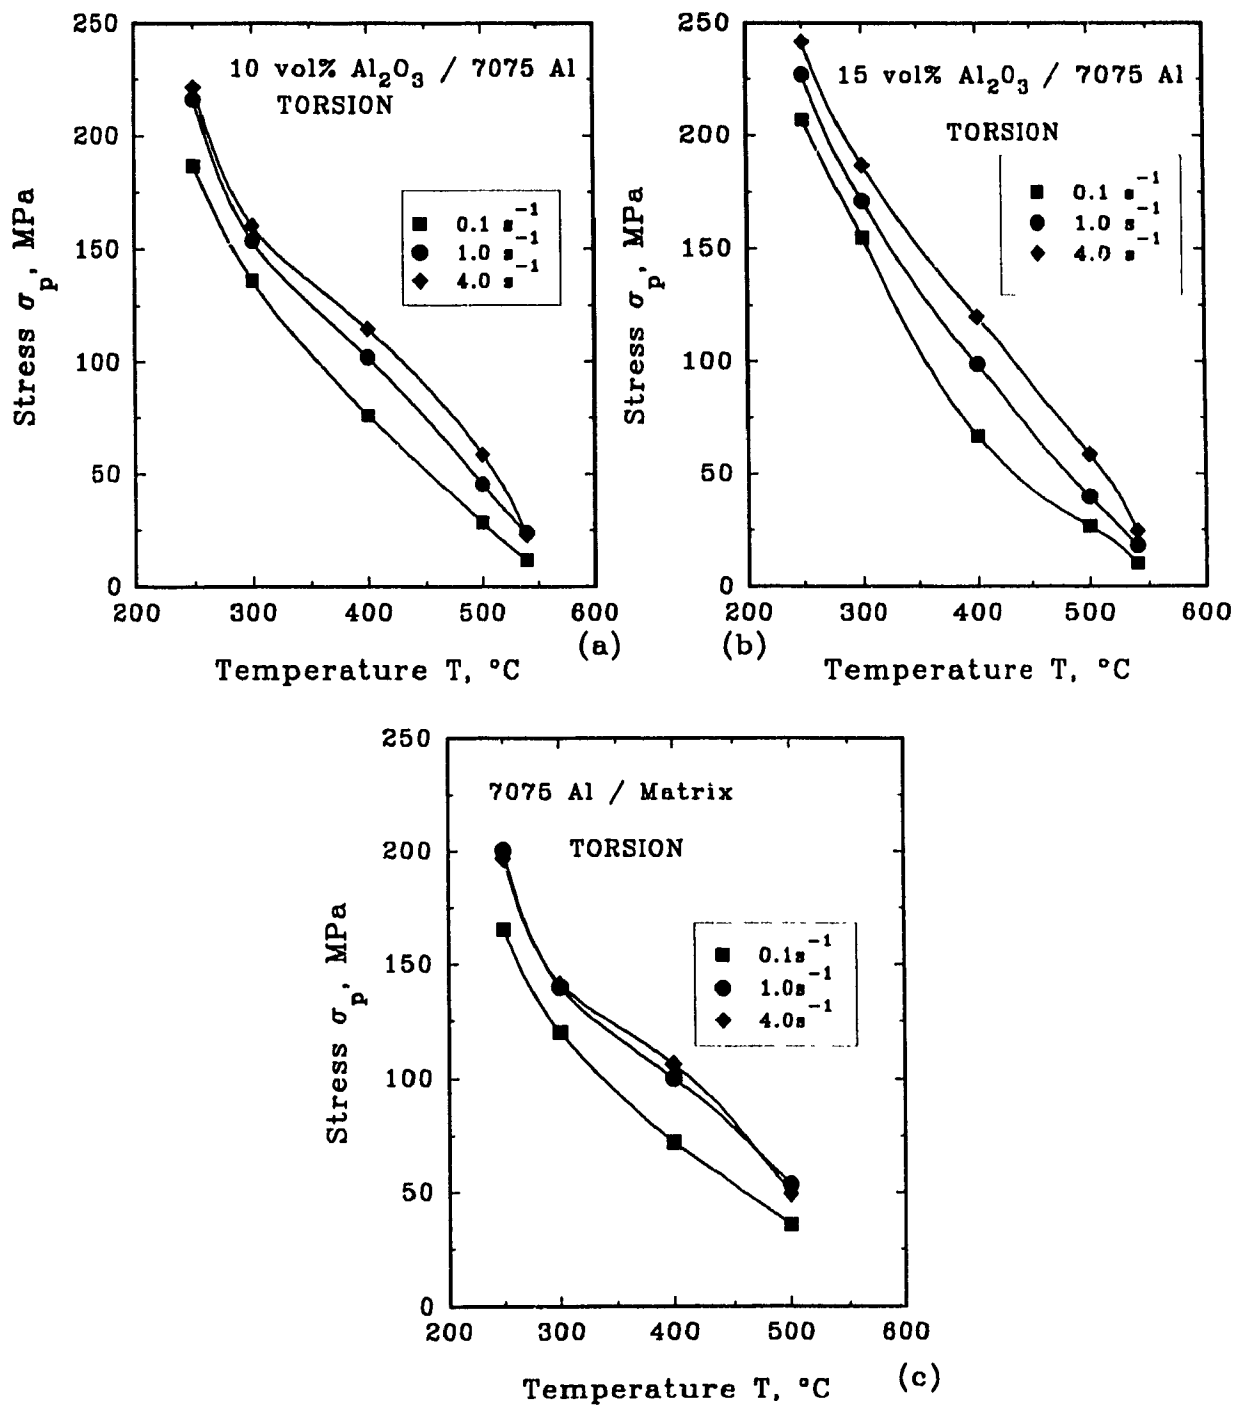 250
200
150
100
50
0
Stress σp, MPa
10 vol% Al2O3 / 7075 Al
TORSION
0.1 s-1
1.0 s-1
4.0 s-1
200 300 400 500 600
(a)
Temperature T, °C
250
200
150
100
50
0
Stress σp, MPa
15 vol% Al2O3 / 7075 Al
TORSION
0.1 s-1
1.0 s-1
4.0 s-1
200 300 400 500 600
(b)
Temperature T, °C
250
200
150
100
50
0
Stress σp, MPa
7075 Al / Matrix
TORSION
0.1s-1
1.0s-1
4.0s-1
200 300 400 500 600
Temperature T, °C
(c)